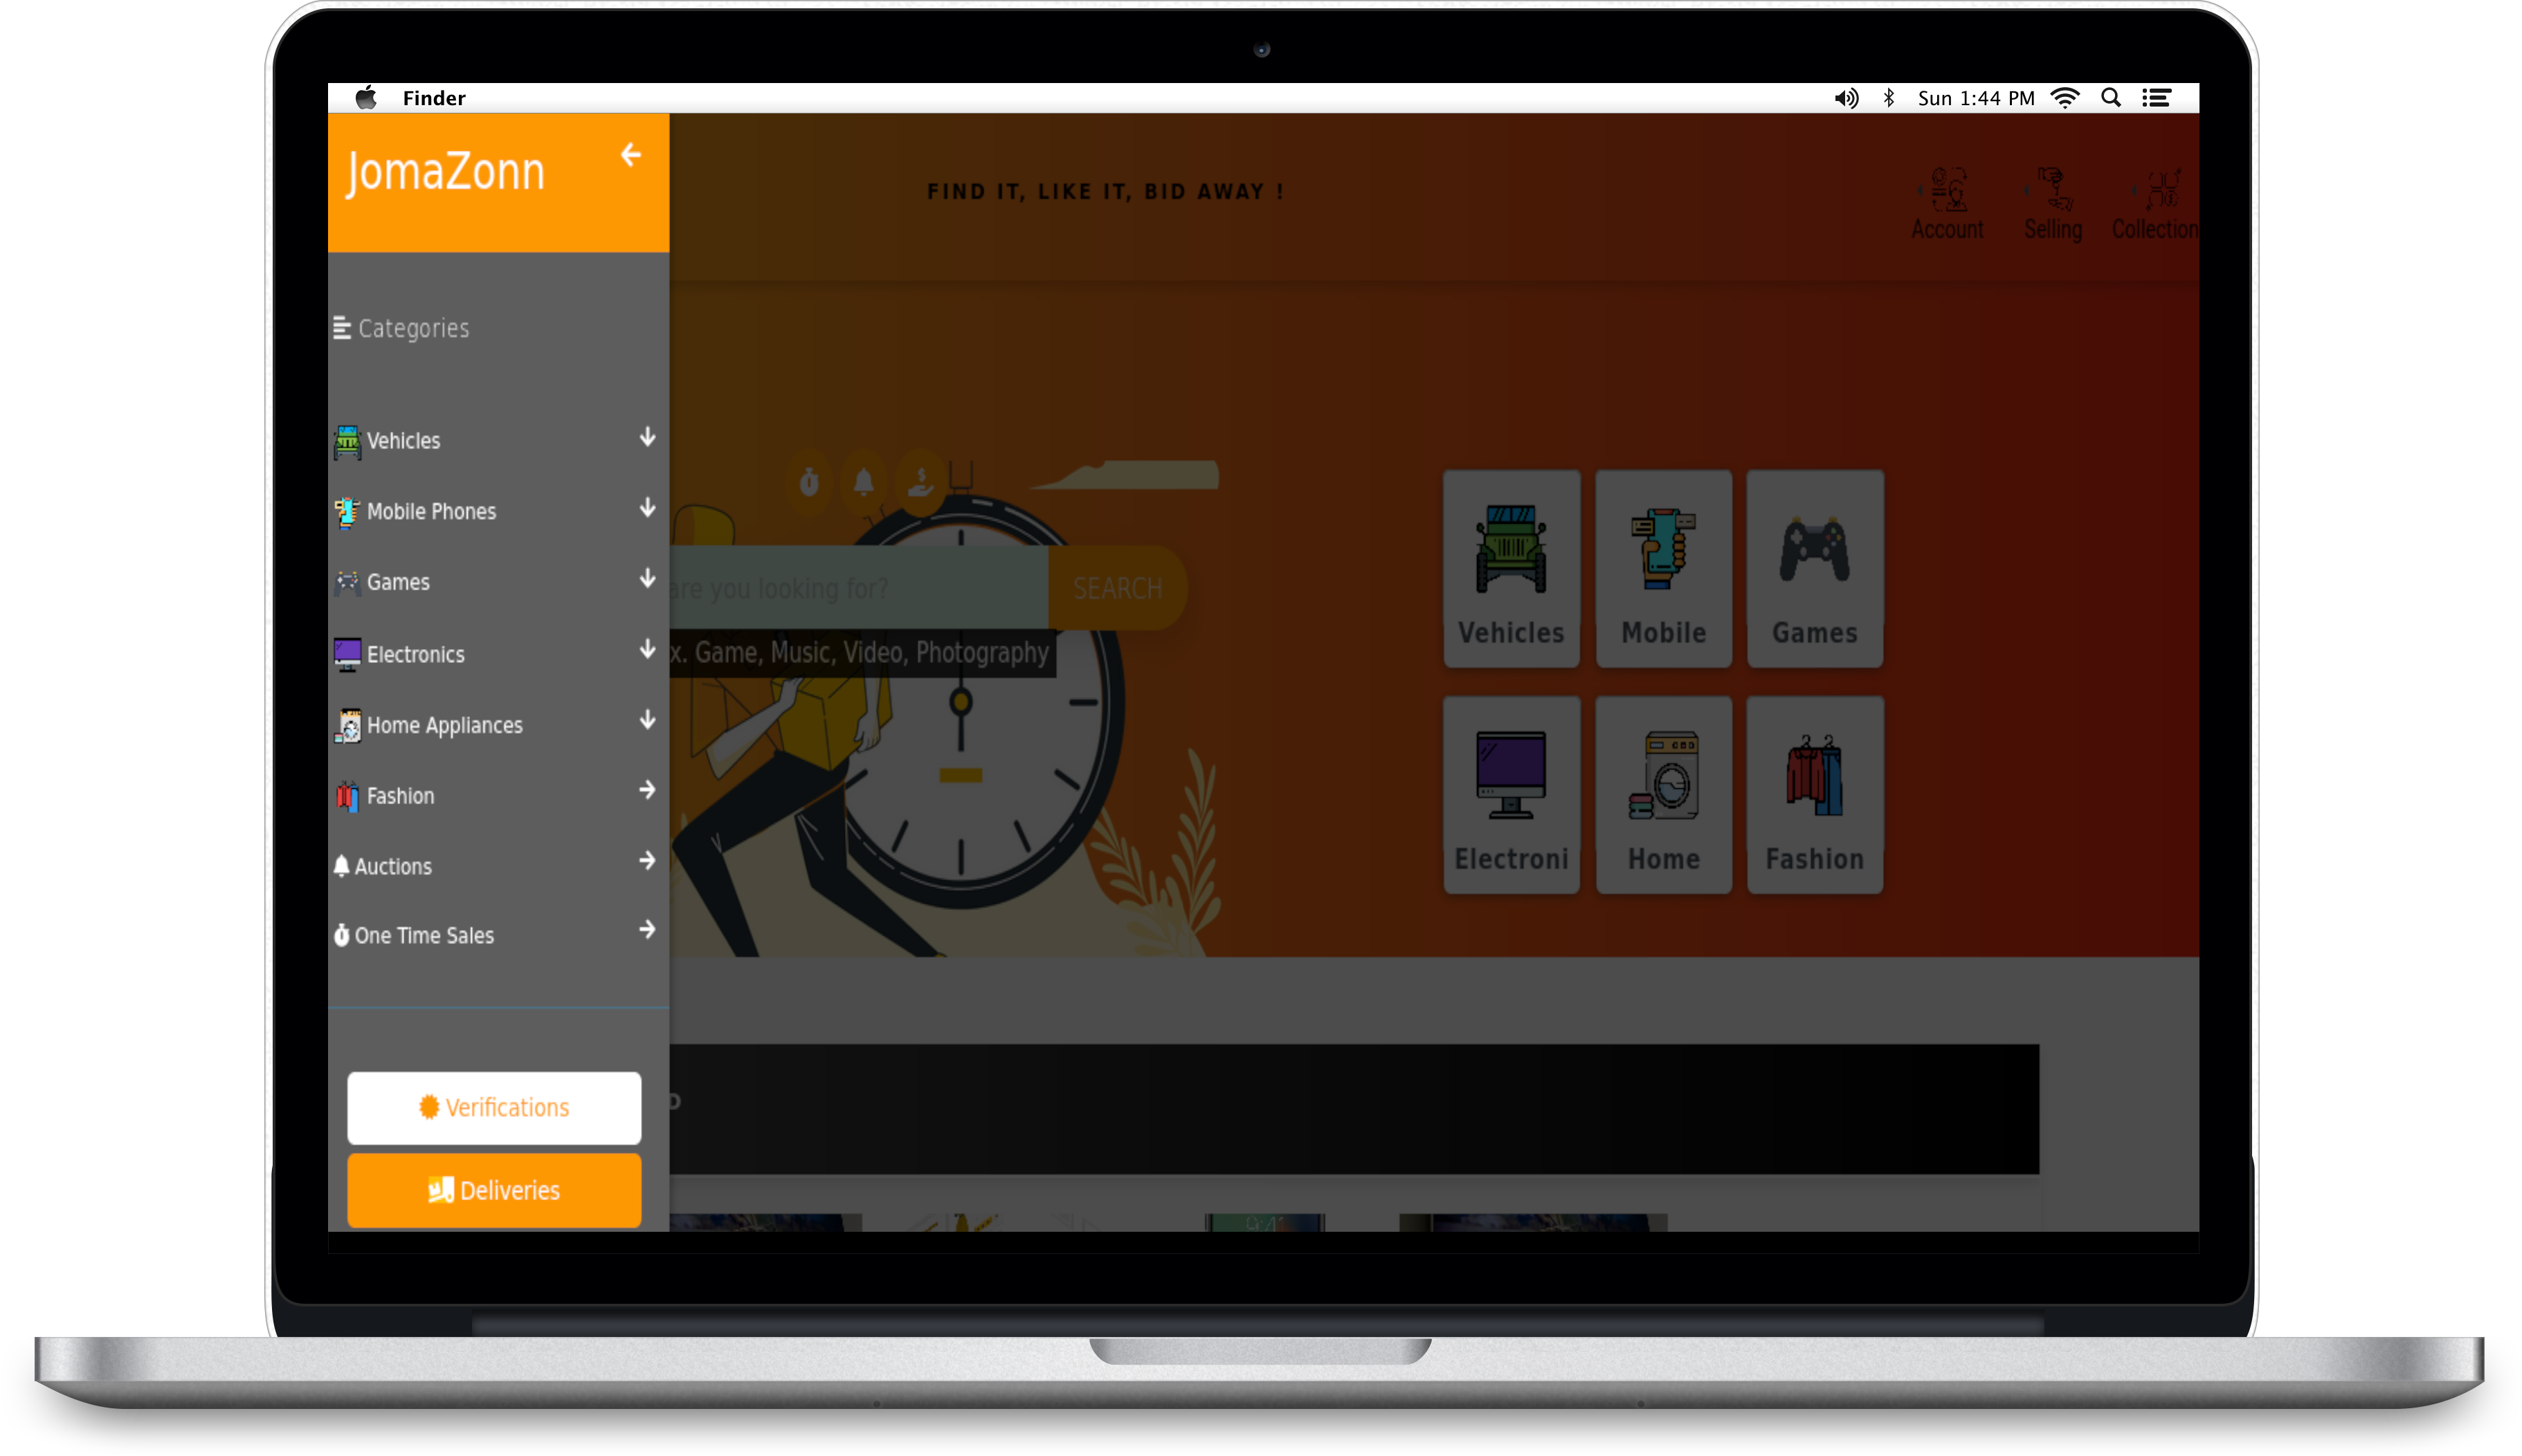 Finder
Sun 1:44 PM
JomaZonn
FIND IT, LIKE IT, BID AWAY !
Account
Selling
Collection
Categories
Vehicles
Mobile Phones
Games
Electronics
Home Appliances
Fashion
Auctions
One Time Sales
Verifications
Deliveries
are you looking for?
SEARCH
x. Game, Music, Video, Photography
Vehicles
Mobile
Games
Electroni
Home
Fashion
9:41